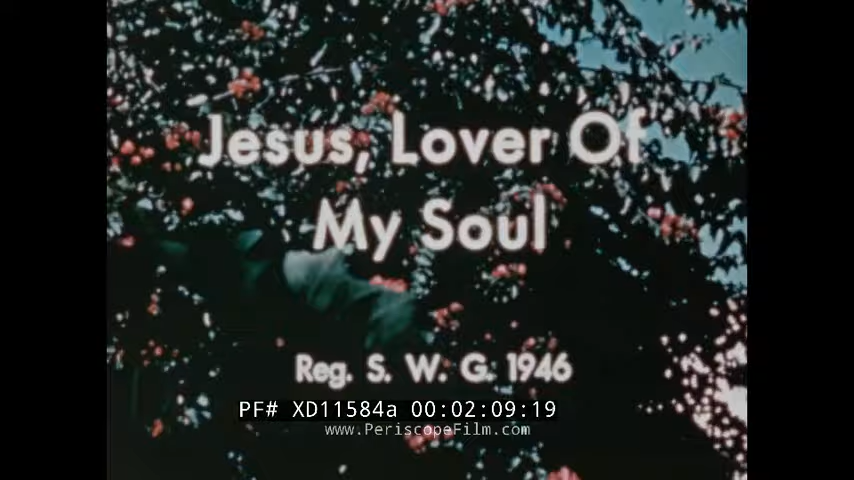 Jesus, Lover Of
My Soul
Reg. S. W. G. 1946
PF# XD11584a 00:02:09:19
www.PeriscopeFilm.com